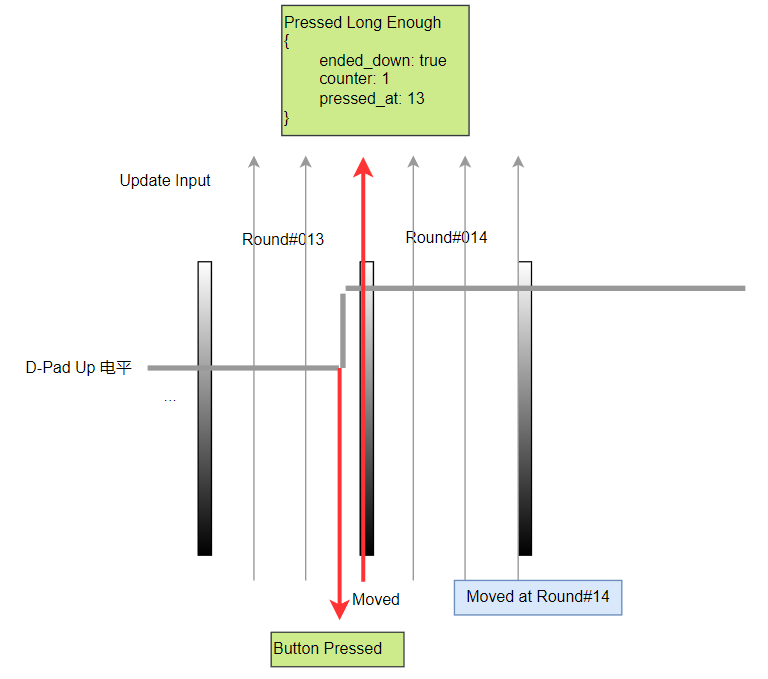 Pressed Long Enough
{
ended_down: true
counter: 1
pressed_at: 13
}
Update Input
Round#013
Round#014
D-Pad Up 电平
...
Moved
Moved at Round#14
Button Pressed